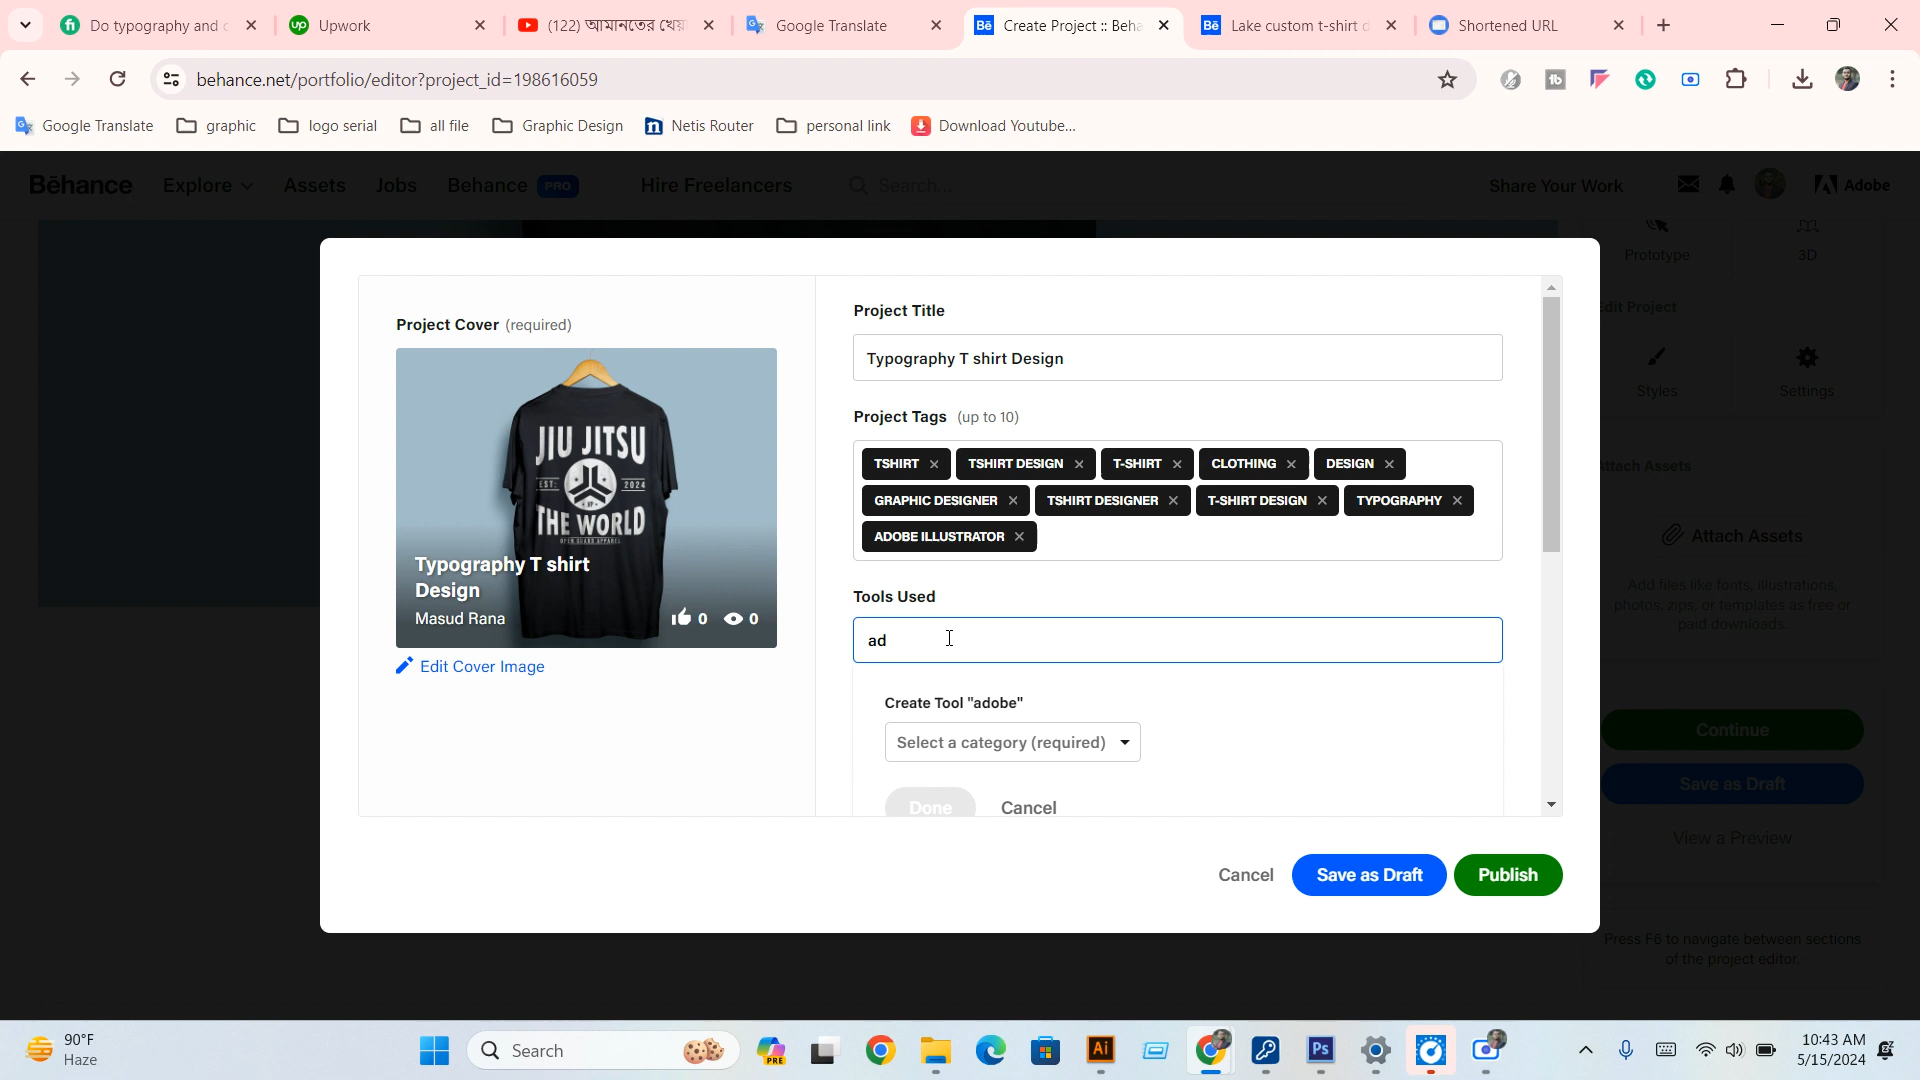 Do typography and c
Upwork
(122) আমানতের খেয়া
Google Translate
Create Project :: Beha
Lake custom t-shirt d
Shortened URL
behance.net/portfolio/editor?project_id=198616059
Google Translate
graphic
logo serial
all file
Graphic Design
Netis Router
personal link
Download Youtube...
Bēhance
Explore
Assets
Jobs
Behance PRO
Hire Freelancers
Search...
Share Your Work
Adobe
Prototype
3D
Edit Project
Styles
Settings
Attach Assets
Attach Assets
Add files like fonts, illustrations,
photos, zips, or templates as free or
paid downloads.
Continue
Save as Draft
View a Preview
Press F6 to navigate between sections
of the project editor.
Project Cover (required)
JIU JITSU
EST: 2024
THE WORLD
OPEN GUARD APPAREL
Typography T shirt
Design
Masud Rana
0
0
Edit Cover Image
Project Title
Typography T shirt Design
Project Tags (up to 10)
TSHIRT
TSHIRT DESIGN
T-SHIRT
CLOTHING
DESIGN
GRAPHIC DESIGNER
TSHIRT DESIGNER
T-SHIRT DESIGN
TYPOGRAPHY
ADOBE ILLUSTRATOR
Tools Used
ad
Create Tool "adobe"
Select a category (required)
Done
Cancel
Cancel
Save as Draft
Publish
90°F
Haze
Search
PRE
Ai
Ps
10:43 AM
5/15/2024